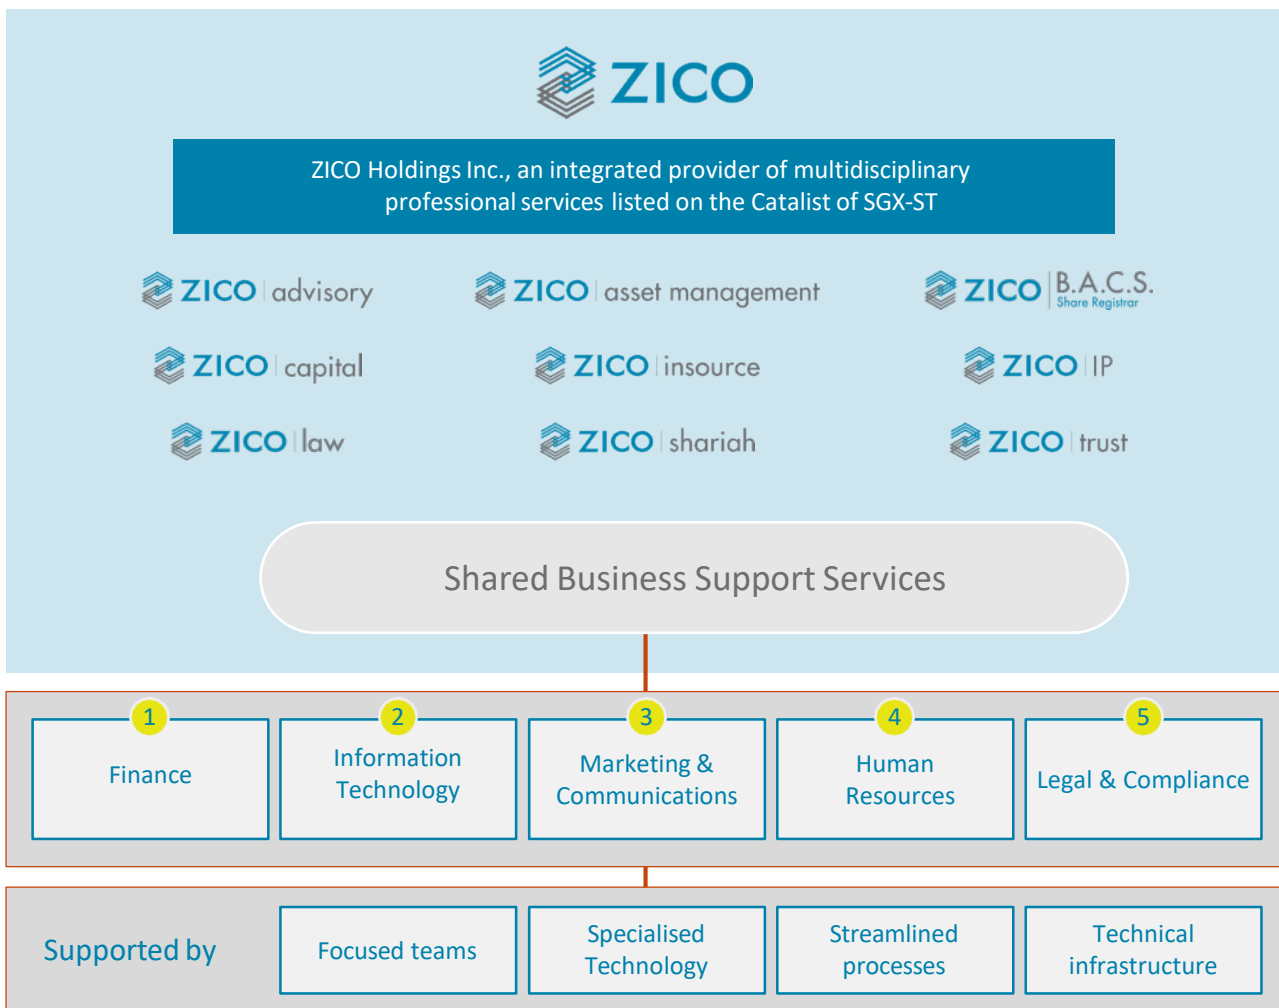 ZICO
ZICO Holdings Inc., an integrated provider of multidisciplinary
professional services listed on the Catalist of SGX-ST
ZICO advisory
ZICO asset management
ZICO B.A.C.S.
Share Registrar
ZICO capital
ZICO insource
ZICO IP
ZICO law
ZICO shariah
ZICO trust
Shared Business Support Services
1
Finance
2
Information
Technology
3
Marketing &
Communications
4
Human
Resources
5
Legal & Compliance
Supported by
Focused teams
Specialised
Technology
Streamlined
processes
Technical
infrastructure